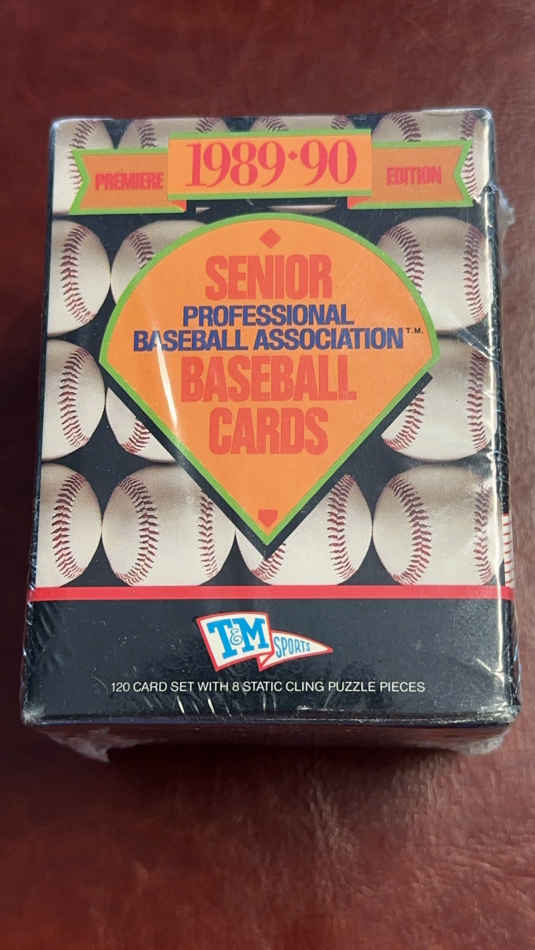 PREMIERE 1989•90 EDITION
SENIOR
PROFESSIONAL
BASEBALL ASSOCIATION T.M.
BASEBALL
CARDS
T&M SPORTS
120 CARD SET WITH 8 STATIC CLING PUZZLE PIECES